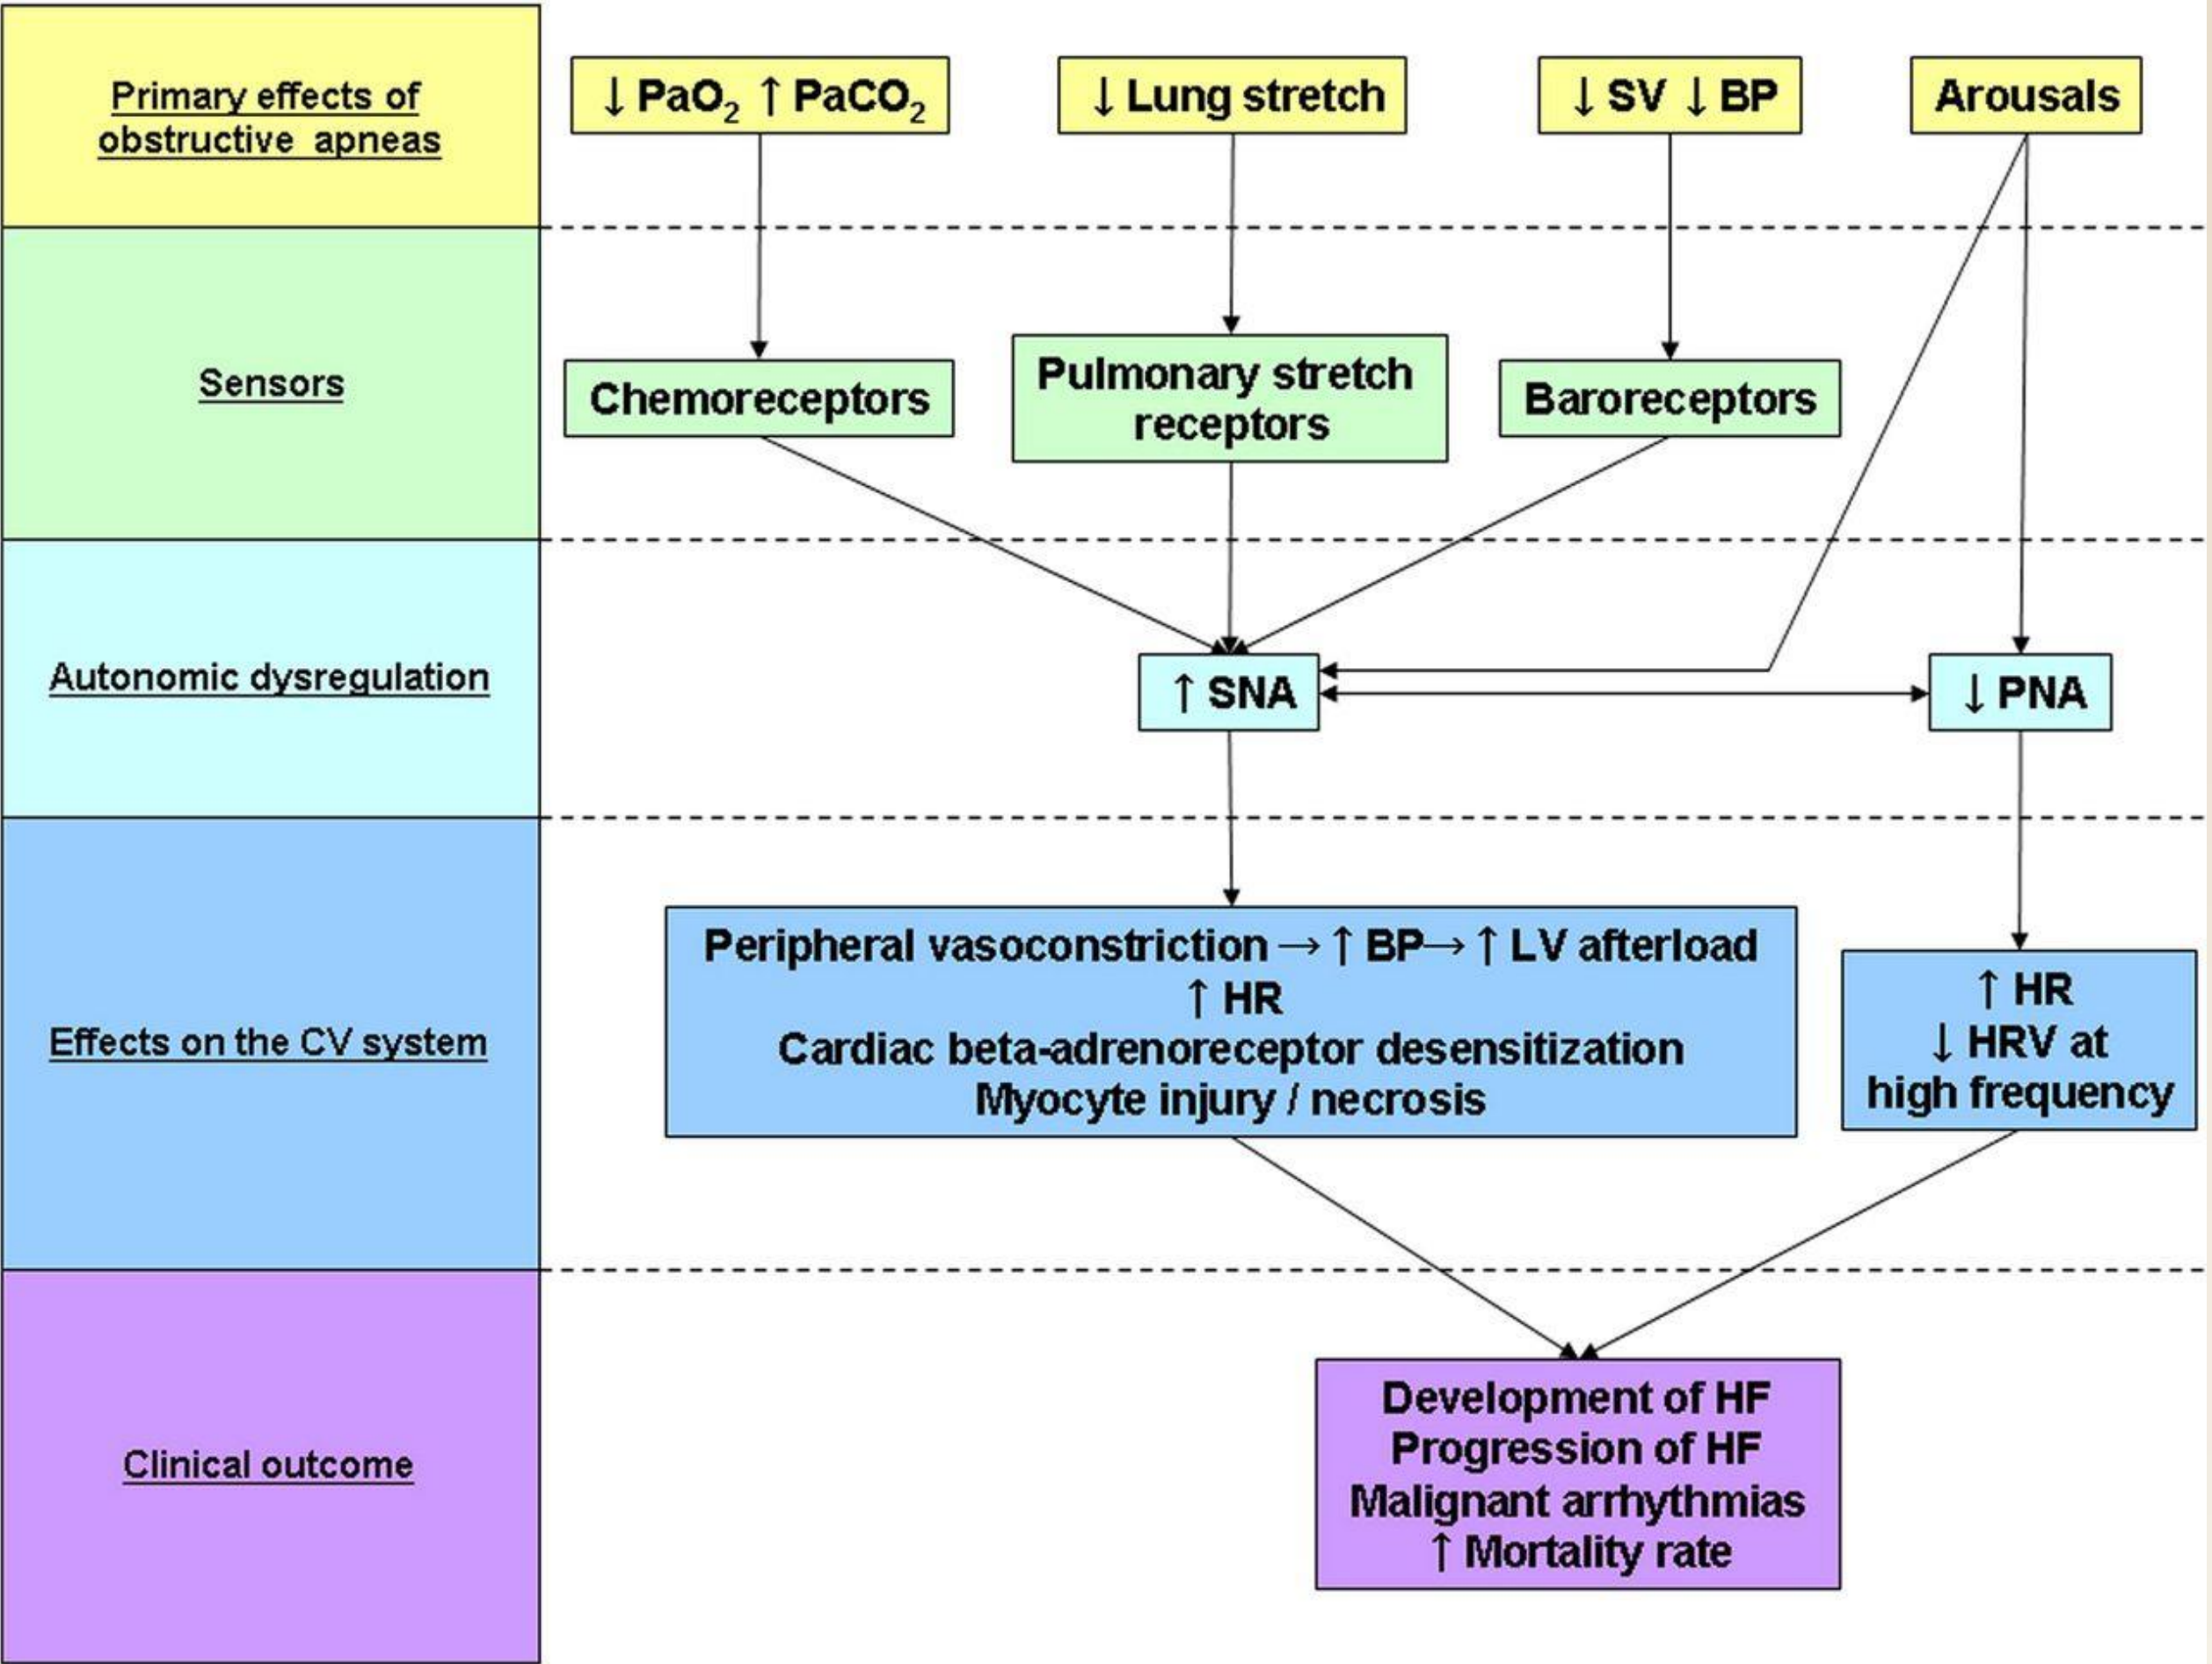 Primary effects of
obstructive apneas
↓ PaO₂ ↑ PaCO₂
↓ Lung stretch
↓ SV ↓ BP
Arousals
Sensors
Chemoreceptors
Pulmonary stretch
receptors
Baroreceptors
Autonomic dysregulation
↑ SNA
↓ PNA
Effects on the CV system
Peripheral vasoconstriction → ↑ BP → ↑ LV afterload
↑ HR
Cardiac beta-adrenoreceptor desensitization
Myocyte injury / necrosis
↑ HR
↓ HRV at
high frequency
Clinical outcome
Development of HF
Progression of HF
Malignant arrhythmias
↑ Mortality rate